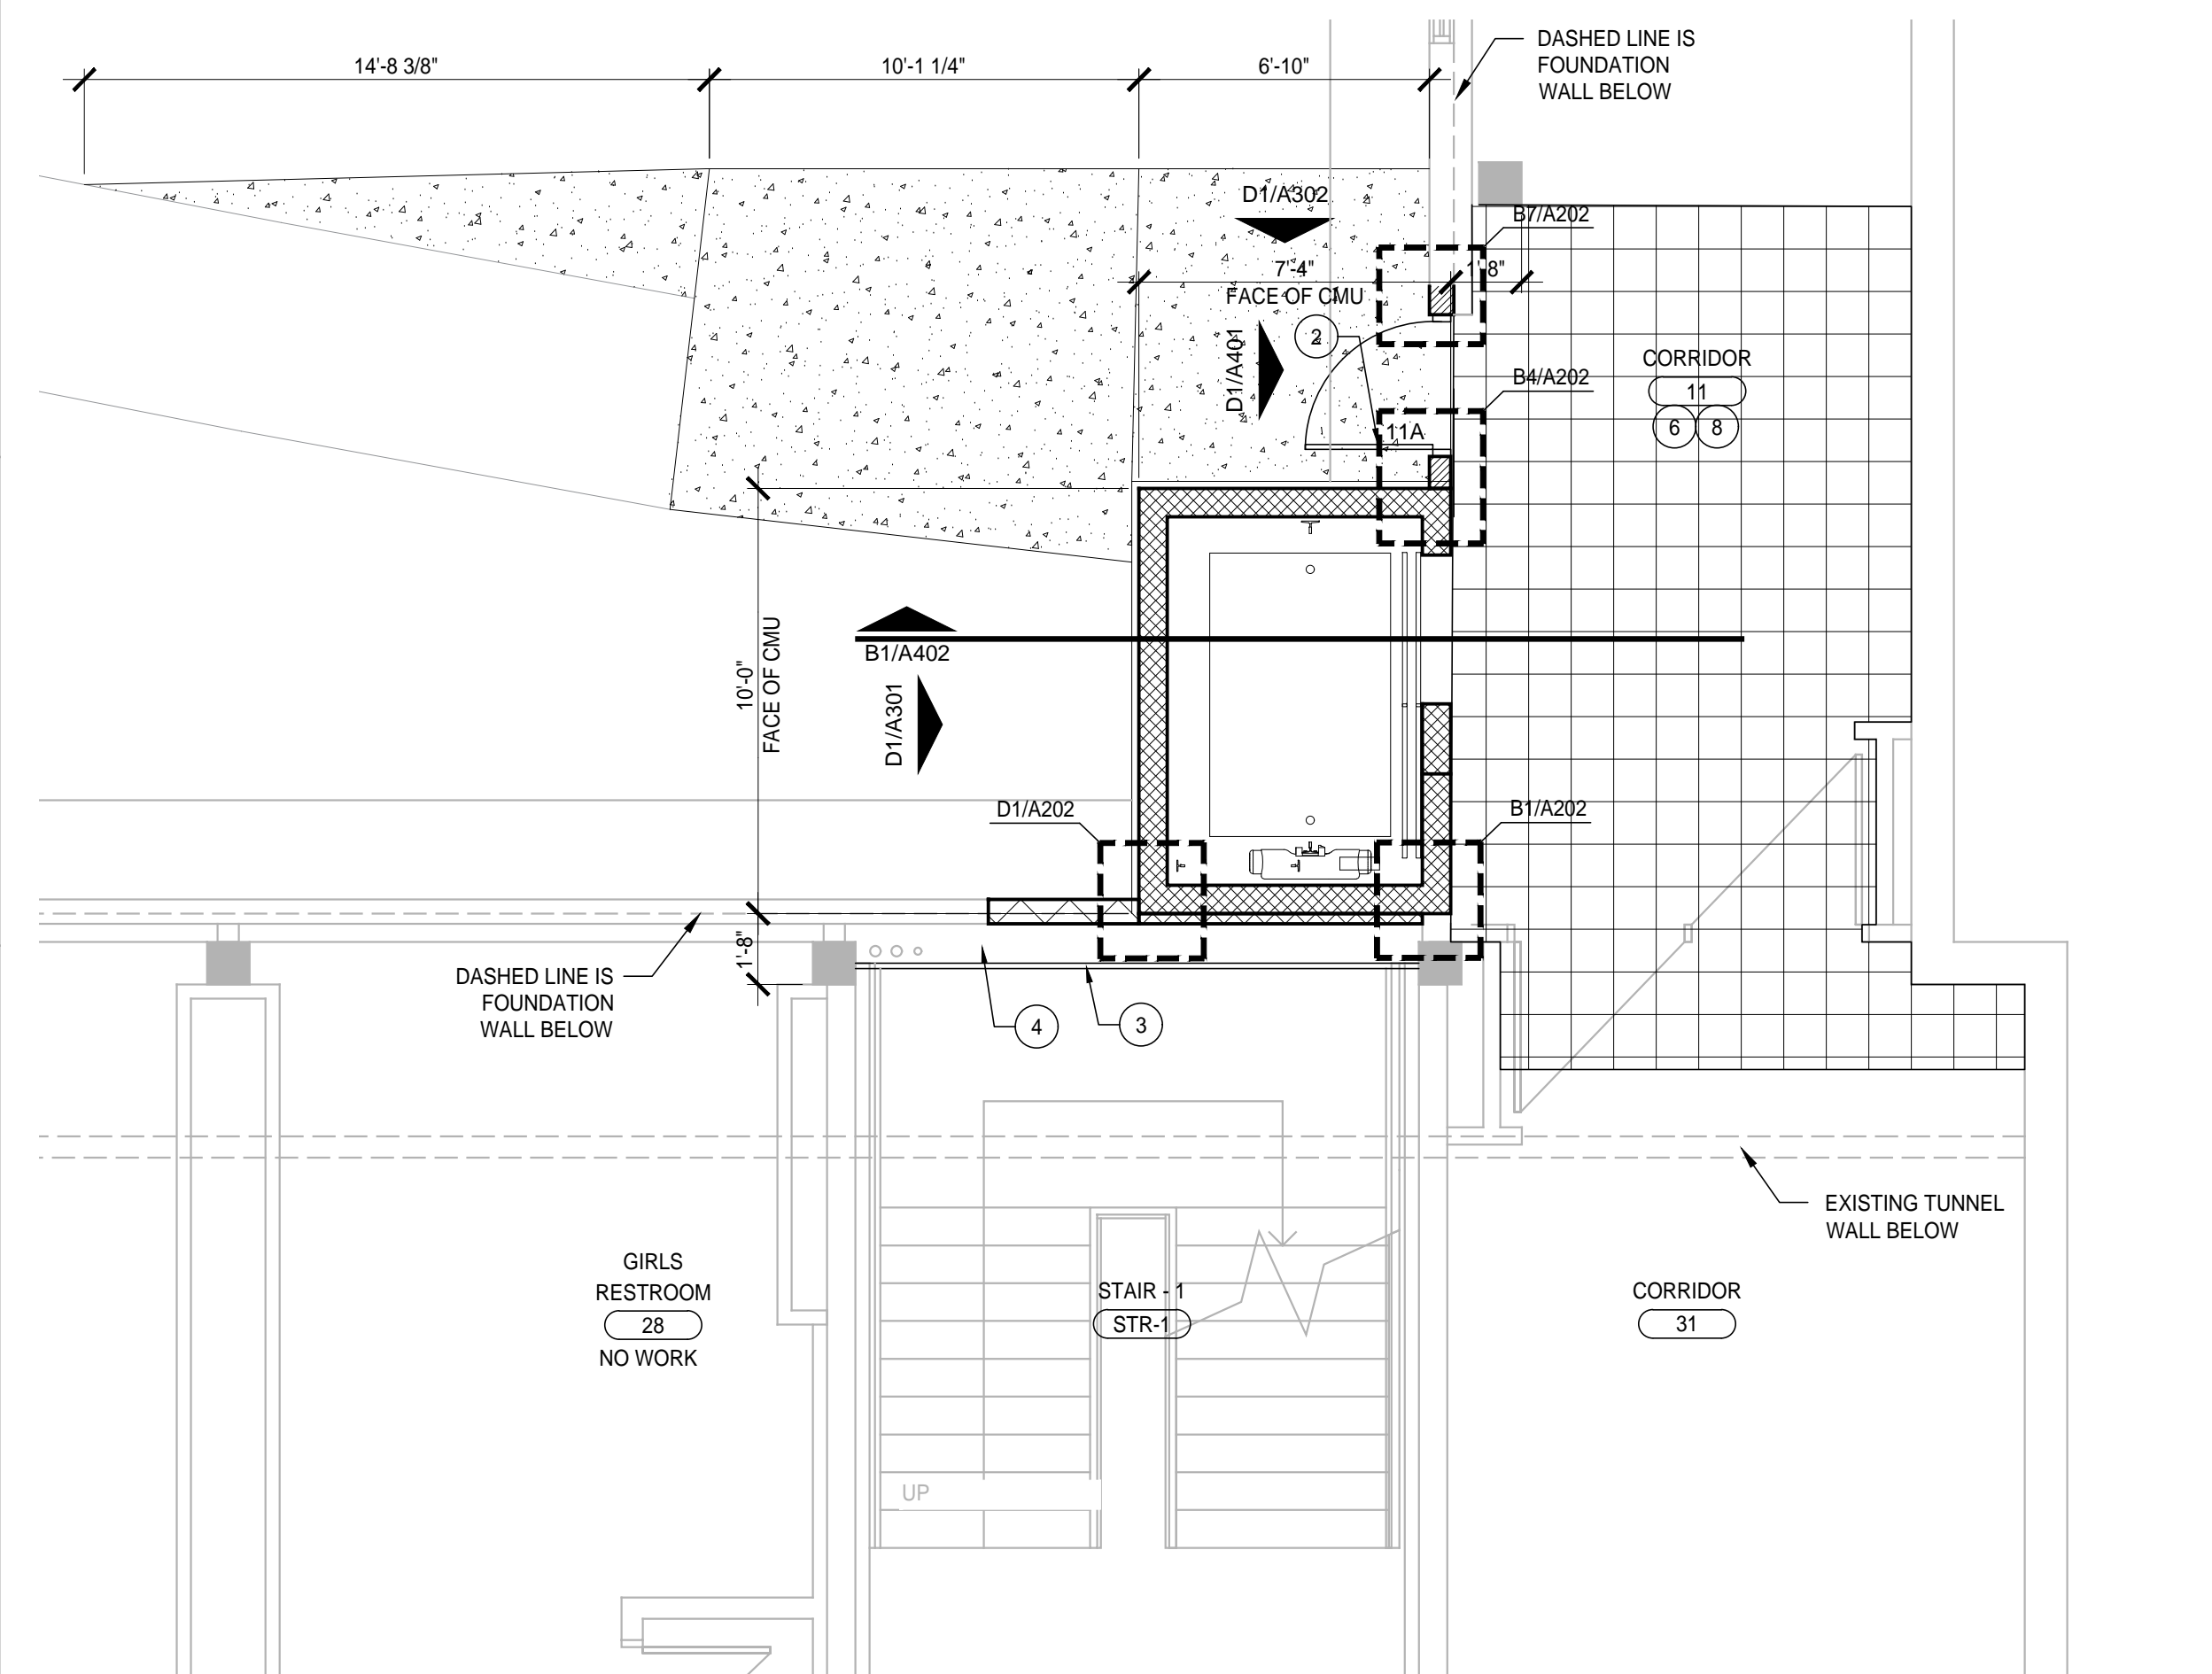 14'-8 3/8"
10'-1 1/4"
6'-10"
DASHED LINE IS
FOUNDATION
WALL BELOW
D1/A302
B7/A202
7'-4"
FACE OF CMU
1'-8"
2
D1/A401
CORRIDOR
11
6
8
B4/A202
11A
B1/A402
10'-0"
FACE OF CMU
D1/A301
D1/A202
B1/A202
1'-8"
DASHED LINE IS
FOUNDATION
WALL BELOW
4
3
EXISTING TUNNEL
WALL BELOW
GIRLS
RESTROOM
28
NO WORK
STAIR - 1
STR-1
CORRIDOR
31
UP